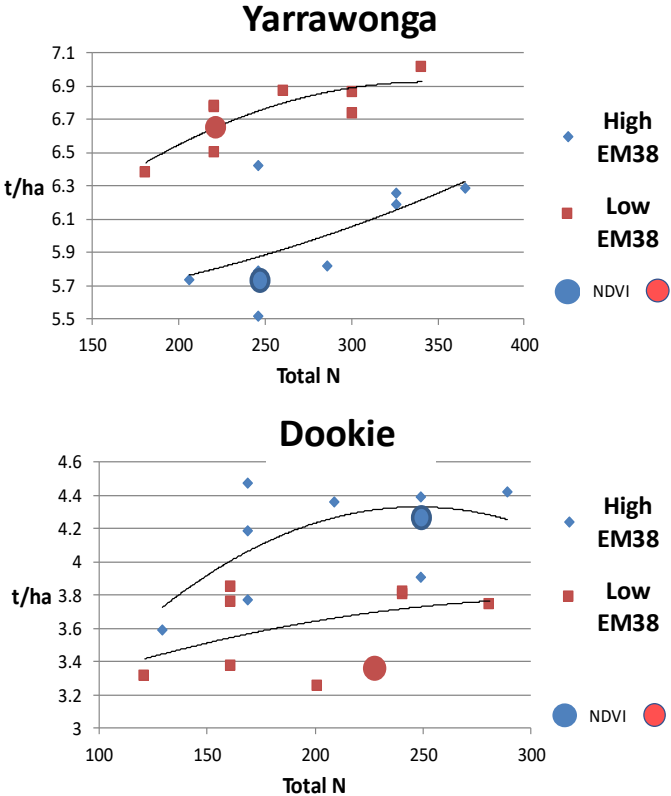 Yarrawonga
7.1
6.9
6.7
6.5
6.3
6.1
5.9
5.7
5.5
t/ha
150 200 250 300 350 400
Total N
High
EM38
Low
EM38
NDVI
Dookie
4.6
4.4
4.2
4
3.8
3.6
3.4
3.2
3
t/ha
100 150 200 250 300
Total N
High
EM38
Low
EM38
NDVI